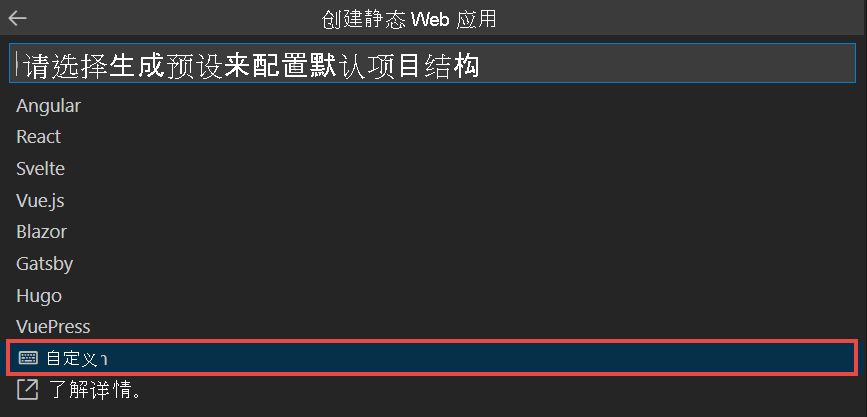 创建静态 Web 应用
请选择生成预设来配置默认项目结构
Angular
React
Svelte
Vue.js
Blazor
Gatsby
Hugo
VuePress
自定义
了解详情。